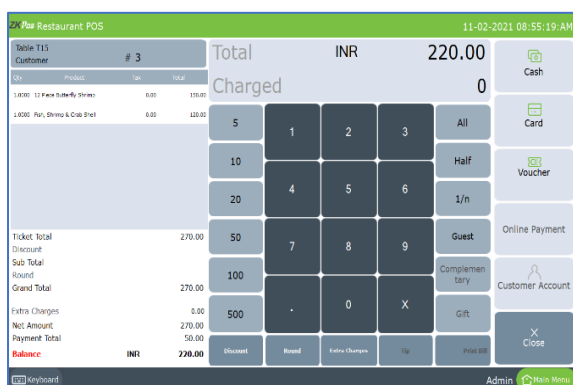 ZKPos Restaurant POS 11-02-2021 08:55:19:AM
Table T15
Customer # 3
Qty Product Tax Total
1.0000 12 Piece Butterfly Shrimp 0.00 150.00
1.0000 Fish, Shrimp & Crab Shell 0.00 120.00
Ticket Total 270.00
Discount
Sub Total
Round
Grand Total 270.00
Extra Charges 0.00
Net Amount 270.00
Payment Total 50.00
Balance INR 220.00
Total INR 220.00
Charged 0
5 1 2 3 All
10 Half
20 4 5 6 1/n
50 7 8 9 Guest
100 Complemen
tary
500 . 0 X Gift
Discount Round Extra Charges Tip Print Bill
Cash
Card
Voucher
Online Payment
Customer Account
X
Close
Keyboard Admin Main Menu